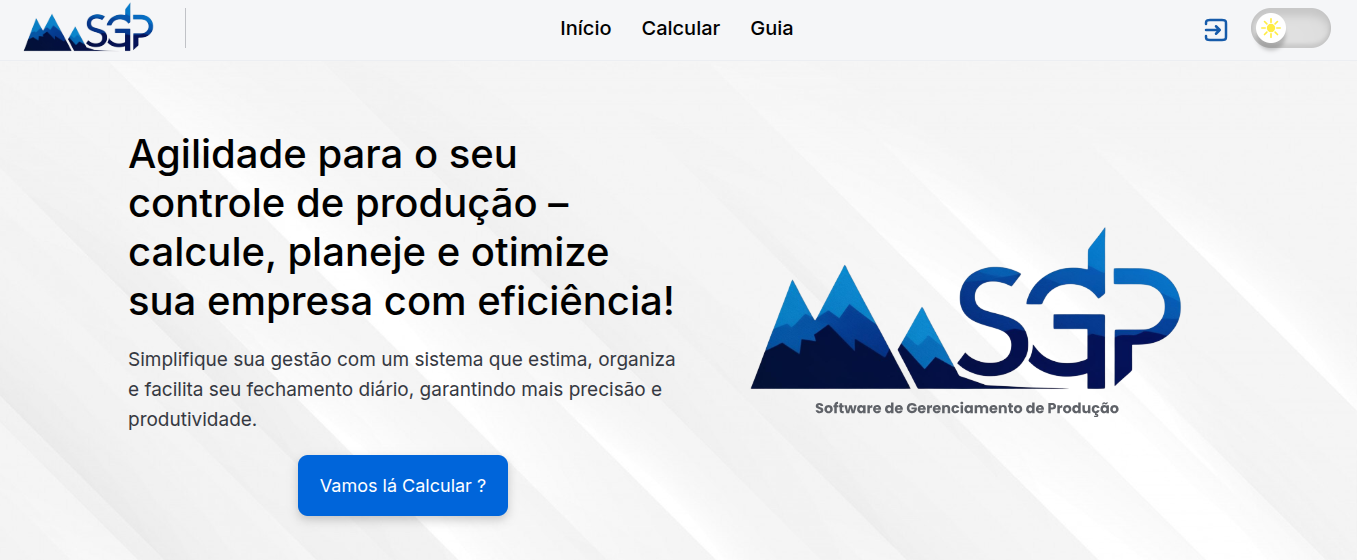 SGP
Início Calcular Guia
Agilidade para o seu
controle de produção –
calcule, planeje e otimize
sua empresa com eficiência!
Simplifique sua gestão com um sistema que estima, organiza
e facilita seu fechamento diário, garantindo mais precisão e
produtividade.
Vamos lá Calcular ?
SGP
Software de Gerenciamento de Produção